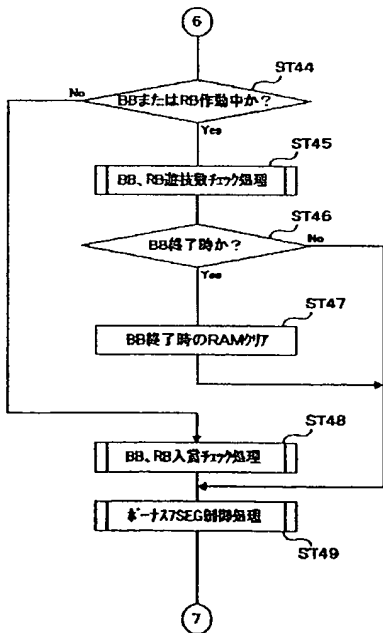 6
ST44
No
BBまたはRB作動中か?
Yes
ST45
BB、RB遊技数チェック処理
ST46
BB終了時か?
No
Yes
ST47
BB終了時のRAMクリア
ST48
BB、RB入賞チェック処理
ボーナス7SEG制御処理
ST49
7